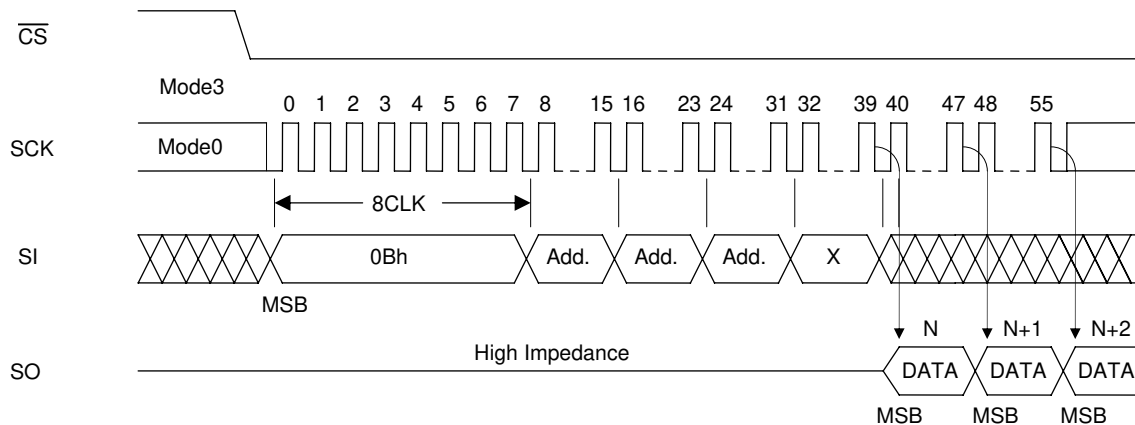 CS
Mode3
0 1 2 3 4 5 6 7 8 15 16 23 24 31 32 39 40 47 48 55
SCK
Mode0
8CLK
SI
0Bh
Add.
Add.
Add.
X
MSB
N
N+1
N+2
High Impedance
SO
DATA
DATA
DATA
MSB
MSB
MSB